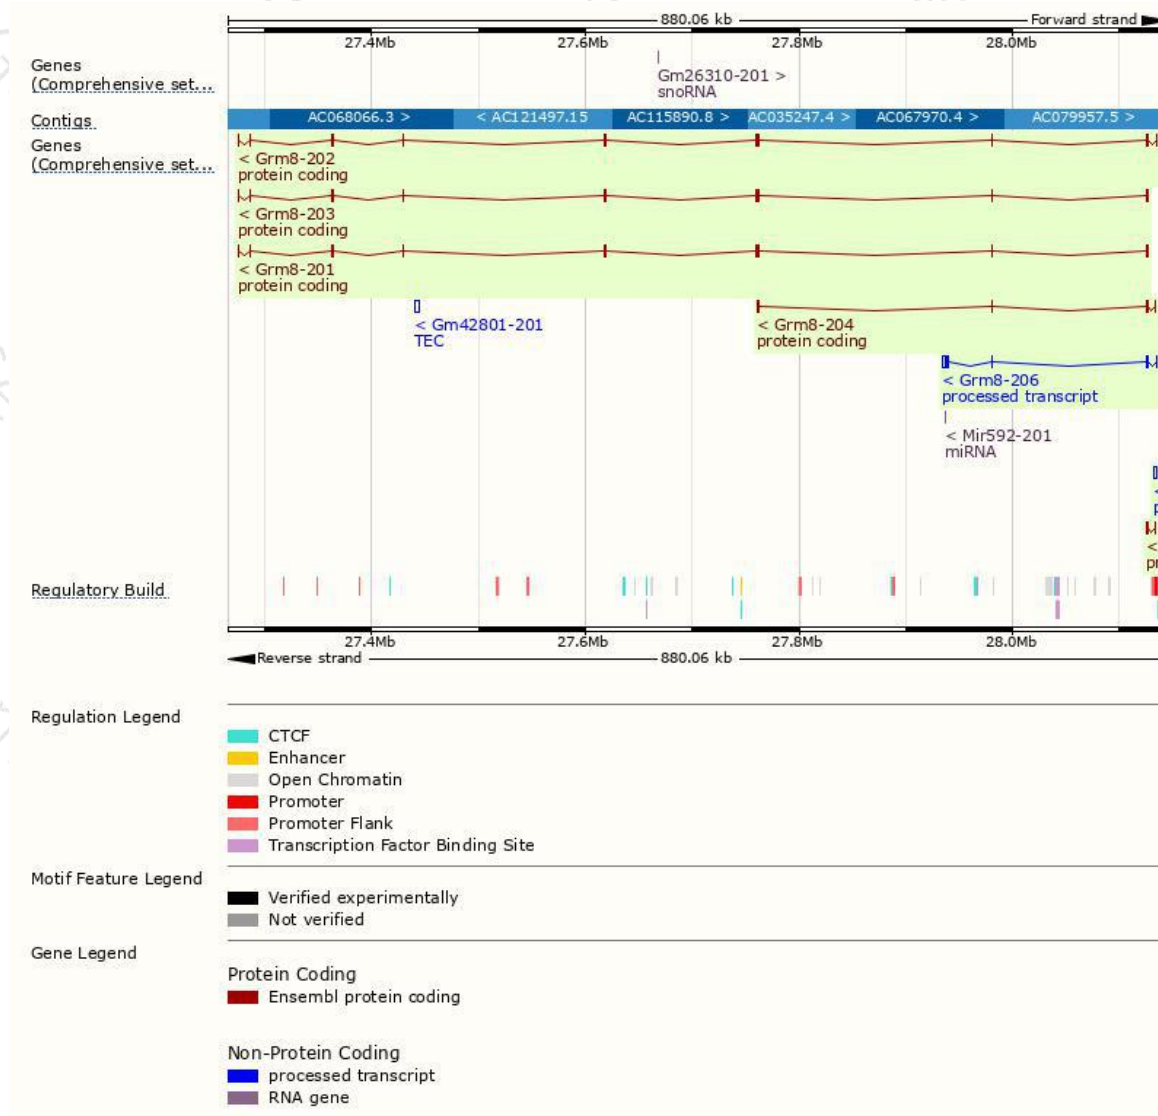 880.06 kb Forward strand
27.4Mb 27.6Mb 27.8Mb 28.0Mb
Genes
(Comprehensive set...
Gm26310-201 >
snoRNA
Contigs
AC068066.3 > < AC121497.15 AC115890.8 > AC035247.4 > AC067970.4 > AC079957.5 >
Genes
(Comprehensive set...
< Grm8-202
protein coding
< Grm8-203
protein coding
< Grm8-201
protein coding
< Gm42801-201
TEC
< Grm8-204
protein coding
< Grm8-206
processed transcript
< Mir592-201
miRNA
<
<
pr
Regulatory Build
27.4Mb 27.6Mb 27.8Mb 28.0Mb
Reverse strand 880.06 kb
Regulation Legend
CTCF
Enhancer
Open Chromatin
Promoter
Promoter Flank
Transcription Factor Binding Site
Motif Feature Legend
Verified experimentally
Not verified
Gene Legend
Protein Coding
Ensembl protein coding
Non-Protein Coding
processed transcript
RNA gene